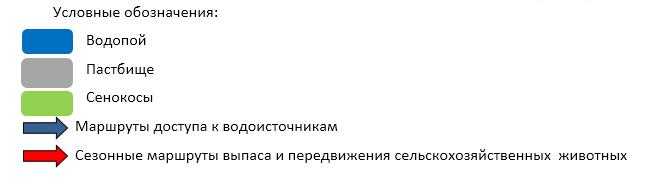 Условные обозначения:
Водопой
Пастбище
Сенокосы
Маршруты доступа к водоисточникам
Сезонные маршруты выпаса и передвижения сельскохозяйственных животных